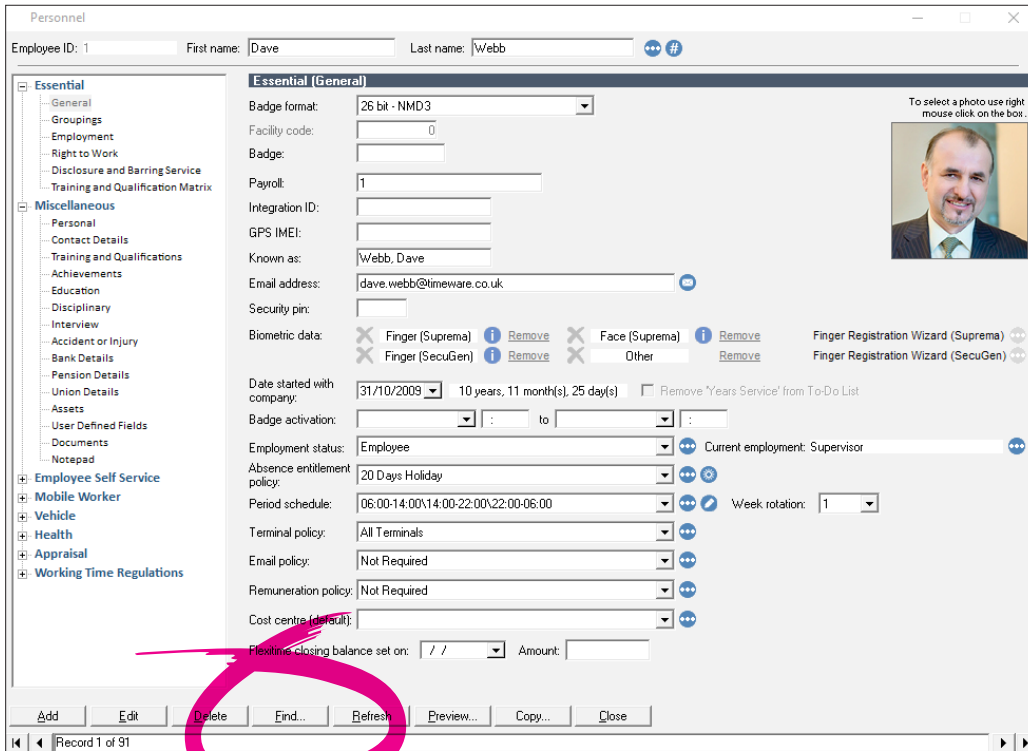 Personnel
Employee ID: 1 First name: Dave Last name: Webb
Essential
General
Groupings
Employment
Right to Work
Disclosure and Barring Service
Training and Qualification Matrix
Miscellaneous
Personal
Contact Details
Training and Qualifications
Achievements
Education
Disciplinary
Interview
Accident or Injury
Bank Details
Pension Details
Union Details
Assets
User Defined Fields
Documents
Notepad
Employee Self Service
Mobile Worker
Vehicle
Health
Appraisal
Working Time Regulations
Essential (General)
To select a photo use right
mouse click on the box.
Badge format: 26 bit - NMD3
Facility code: 0
Badge:
Payroll: 1
Integration ID:
GPS IMEI:
Known as: Webb, Dave
Email address: dave.webb@timeware.co.uk
Security pin:
Biometric data: Finger (Suprema) Remove Face (Suprema) Remove Finger Registration Wizard (Suprema)
Finger (SecuGen) Remove Other Remove Finger Registration Wizard (SecuGen)
Date started with
company: 31/10/2009 10 years, 11 month(s), 25 day(s) Remove 'Years Service' from To-Do List
Badge activation: : to :
Employment status: Employee Current employment: Supervisor
Absence entitlement
policy: 20 Days Holiday
Period schedule: 06:00-14:00\14:00-22:00\22:00-06:00 Week rotation: 1
Terminal policy: All Terminals
Email policy: Not Required
Remuneration policy: Not Required
Cost centre (default):
Flexitime closing balance set on: / / Amount:
Add Edit Delete Find... Refresh Preview... Copy... Close
Record 1 of 91